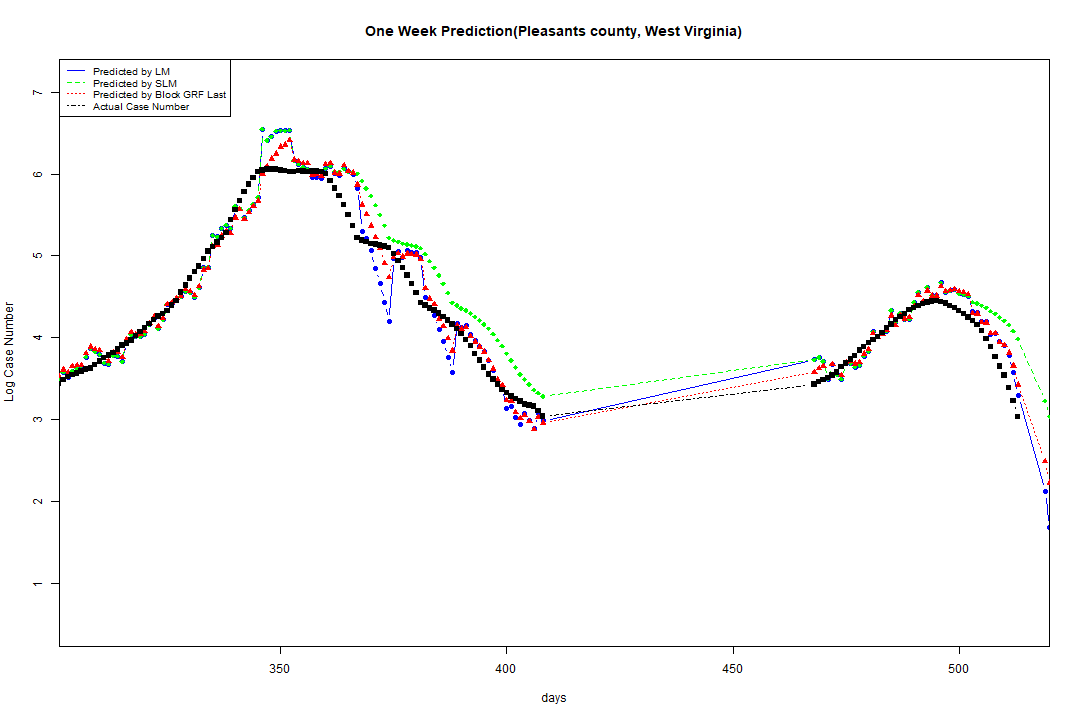 One Week Prediction(Pleasants county, West Virginia)
Predicted by LM
Predicted by SLM
Predicted by Block GRF Last
Actual Case Number
Log Case Number
7
6
5
4
3
2
1
350 400 450 500
days